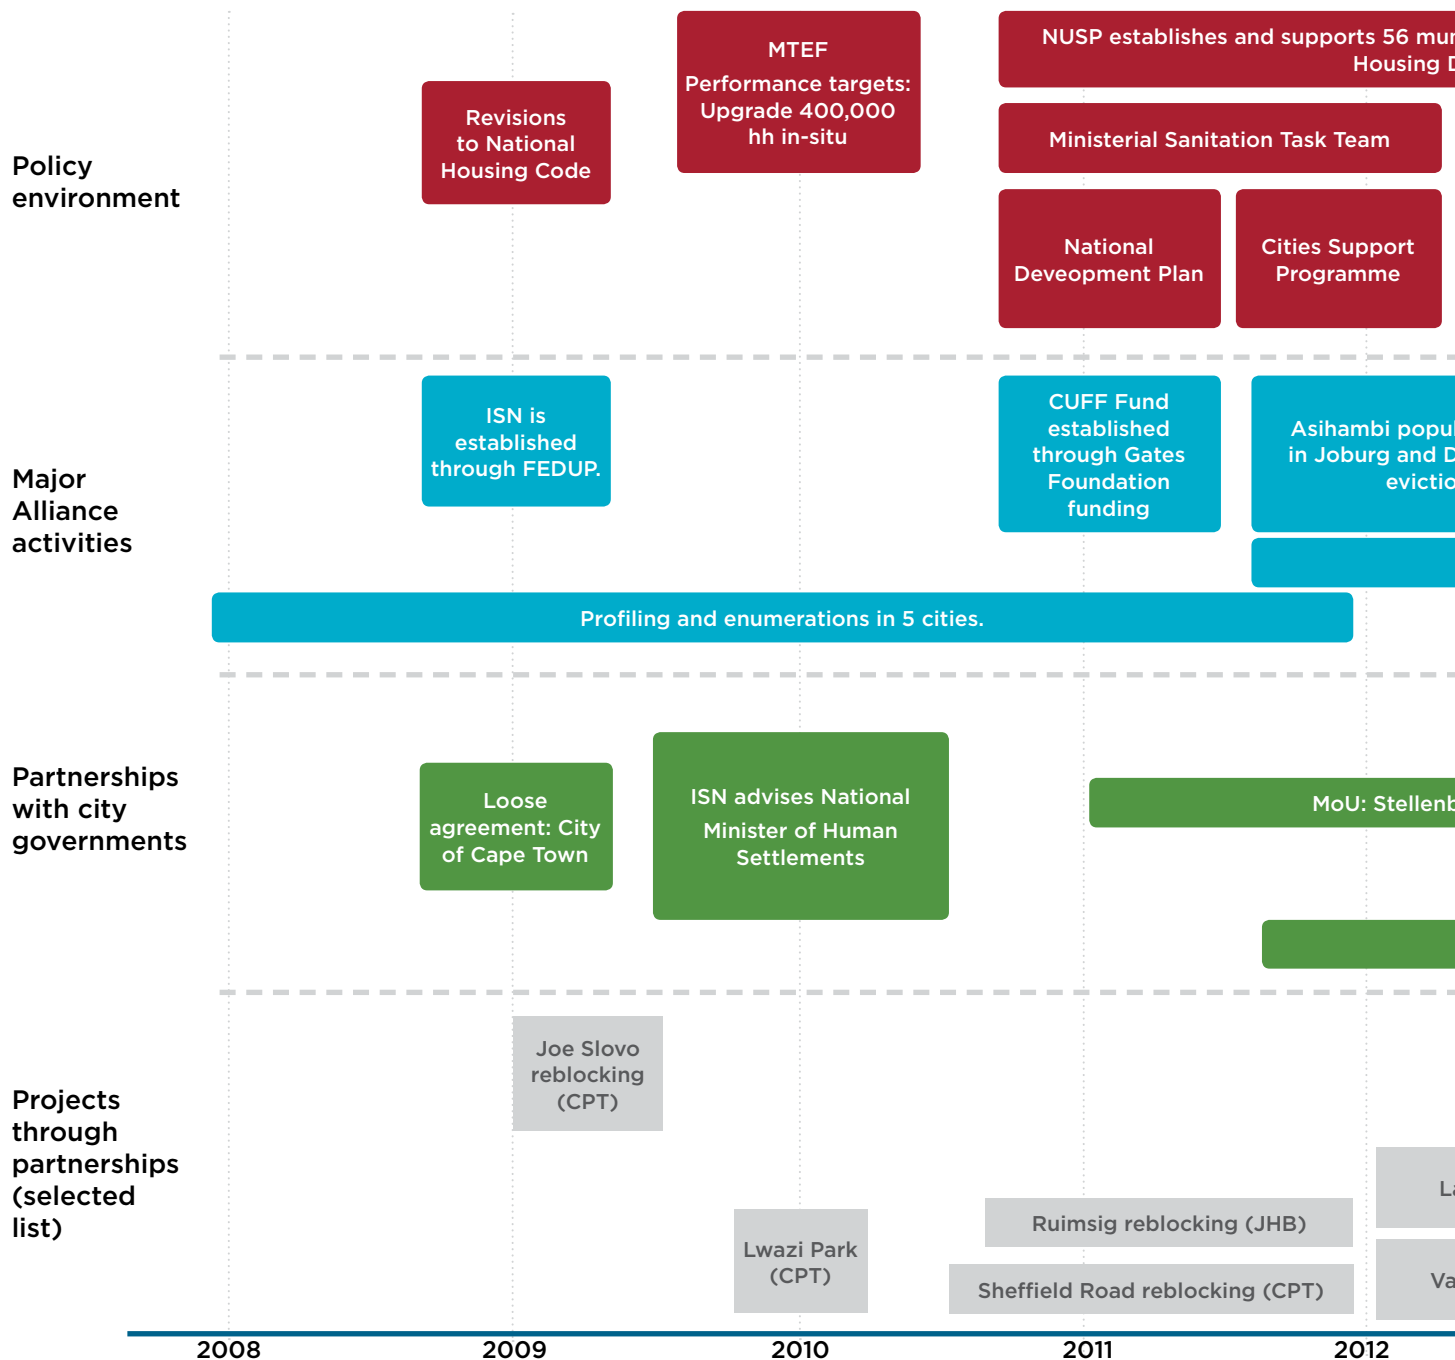 Policy
environment
Revisions
to National
Housing Code
MTEF
Performance targets:
Upgrade 400,000
hh in-situ
NUSP establishes and supports 56 mun
Housing D
Ministerial Sanitation Task Team
National
Deveopment Plan
Cities Support
Programme
Major
Alliance
activities
ISN is
established
through FEDUP.
CUFF Fund
established
through Gates
Foundation
funding
Asihambi popul
in Joburg and D
evictio
Profiling and enumerations in 5 cities.
Partnerships
with city
governments
Loose
agreement: City
of Cape Town
ISN advises National
Minister of Human
Settlements
MoU: Stellenb
Projects
through
partnerships
(selected
list)
Joe Slovo
reblocking
(CPT)
Lwazi Park
(CPT)
Ruimsig reblocking (JHB)
Sheffield Road reblocking (CPT)
La
Va
2008
2009
2010
2011
2012